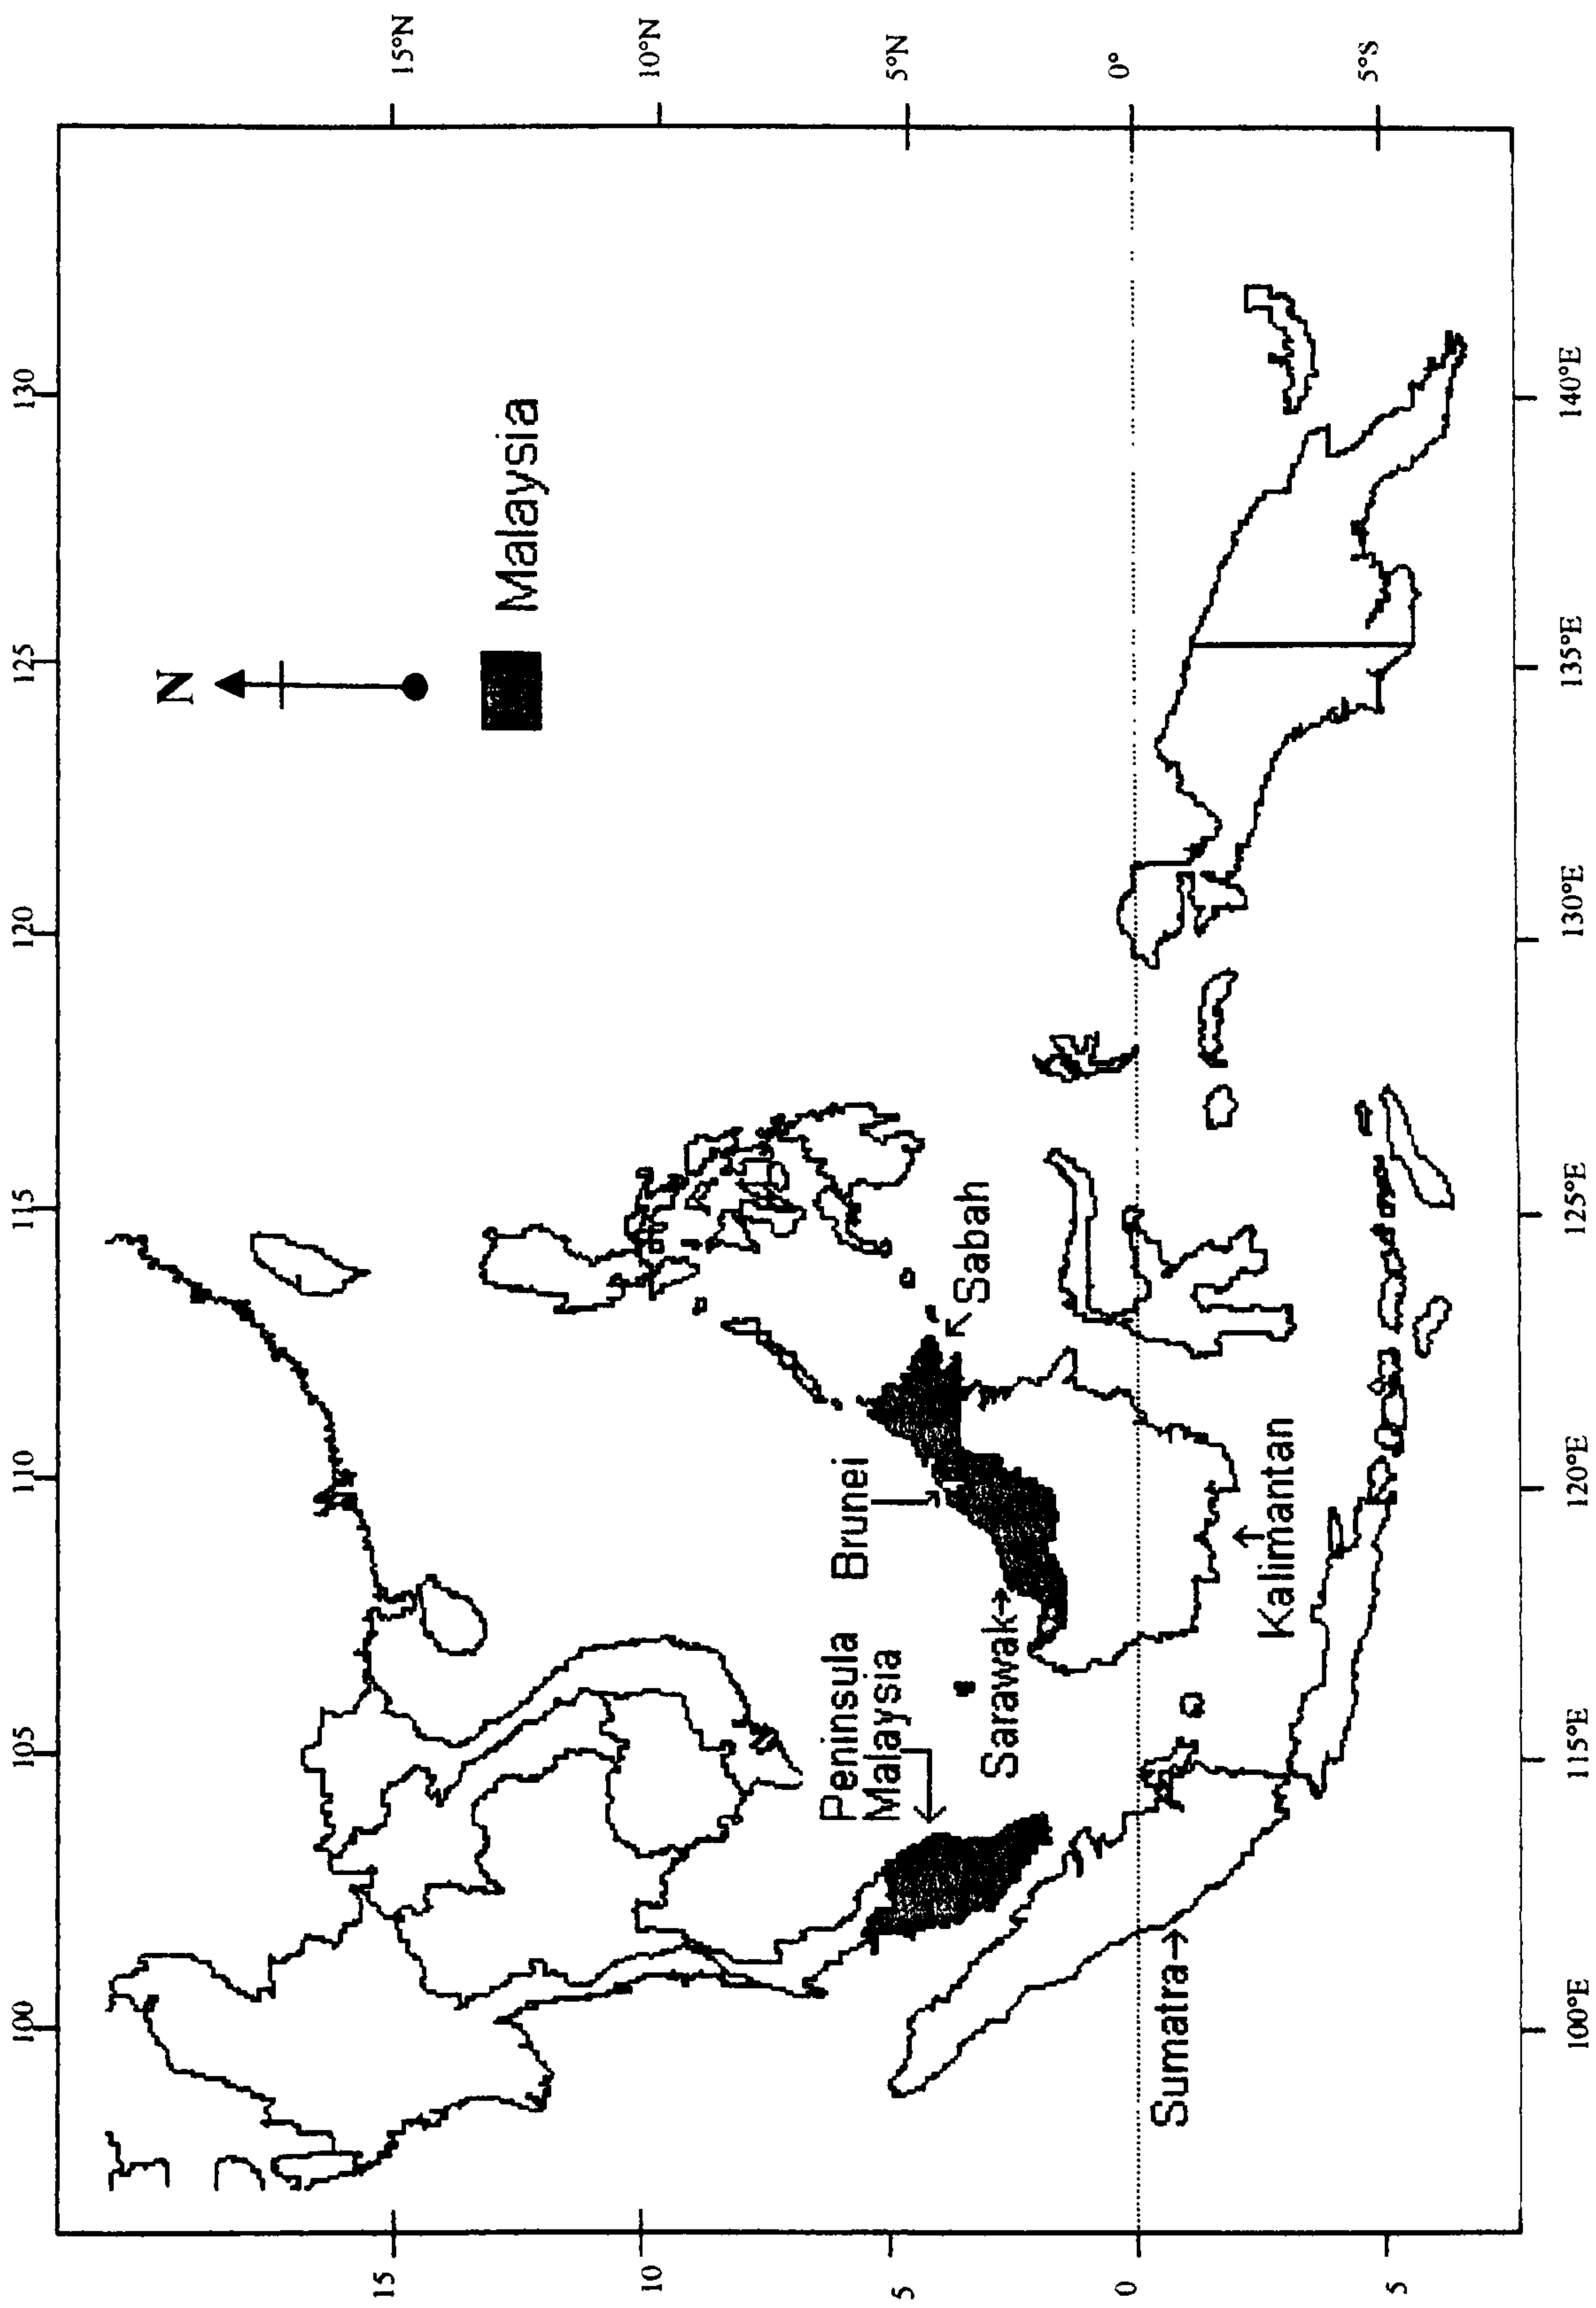 100
105
110
115
120
125
130
15°N
10°N
5°N
0°
5°S
N
Malaysia
Peninsula
Malaysia
Brunei
Sabah
Sarawak
Kalimantan
Sumatra
15
10
5
0
5
100°E
115°E
120°E
125°E
130°E
135°E
140°E